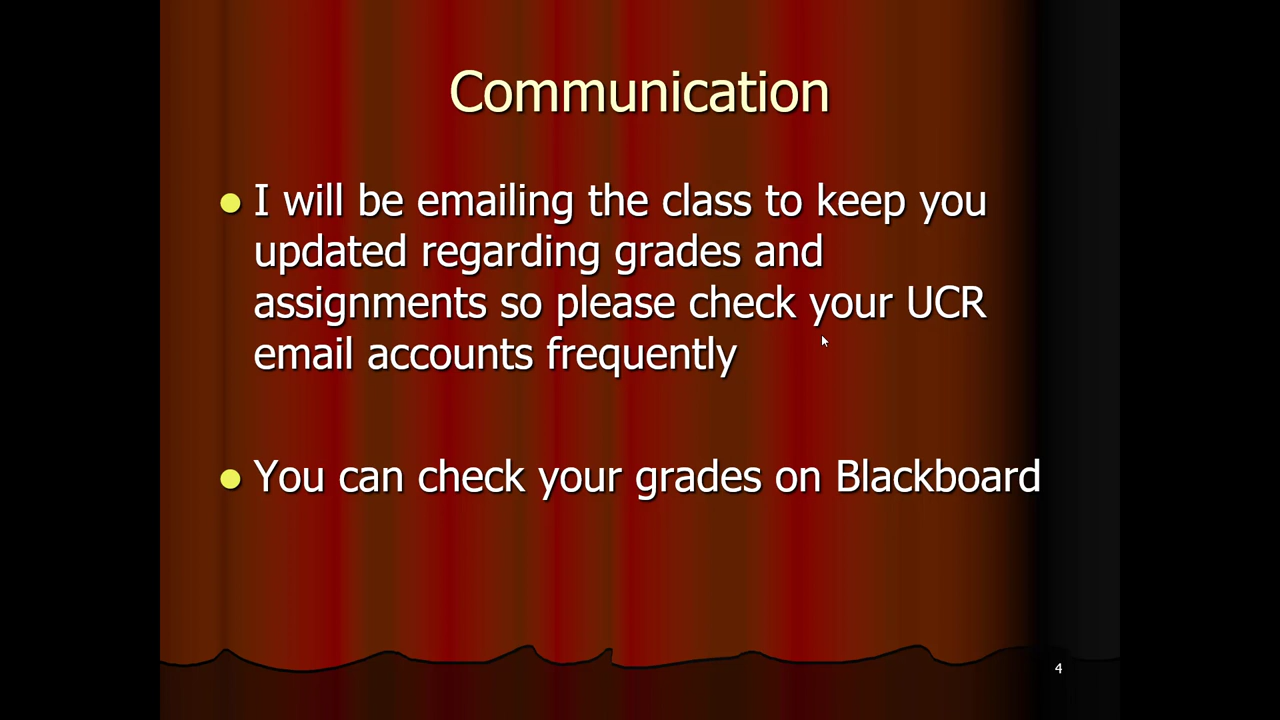 Communication
● I will be emailing the class to keep you
updated regarding grades and
assignments so please check your UCR
email accounts frequently
● You can check your grades on Blackboard
4